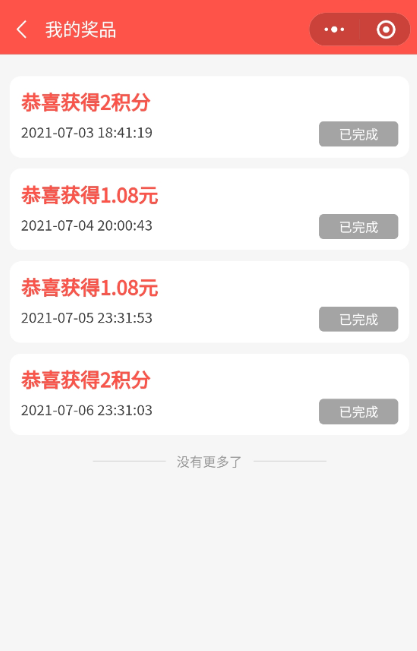 我的奖品
恭喜获得2积分
2021-07-03 18:41:19
已完成
恭喜获得1.08元
2021-07-04 20:00:43
已完成
恭喜获得1.08元
2021-07-05 23:31:53
已完成
恭喜获得2积分
2021-07-06 23:31:03
已完成
没有更多了